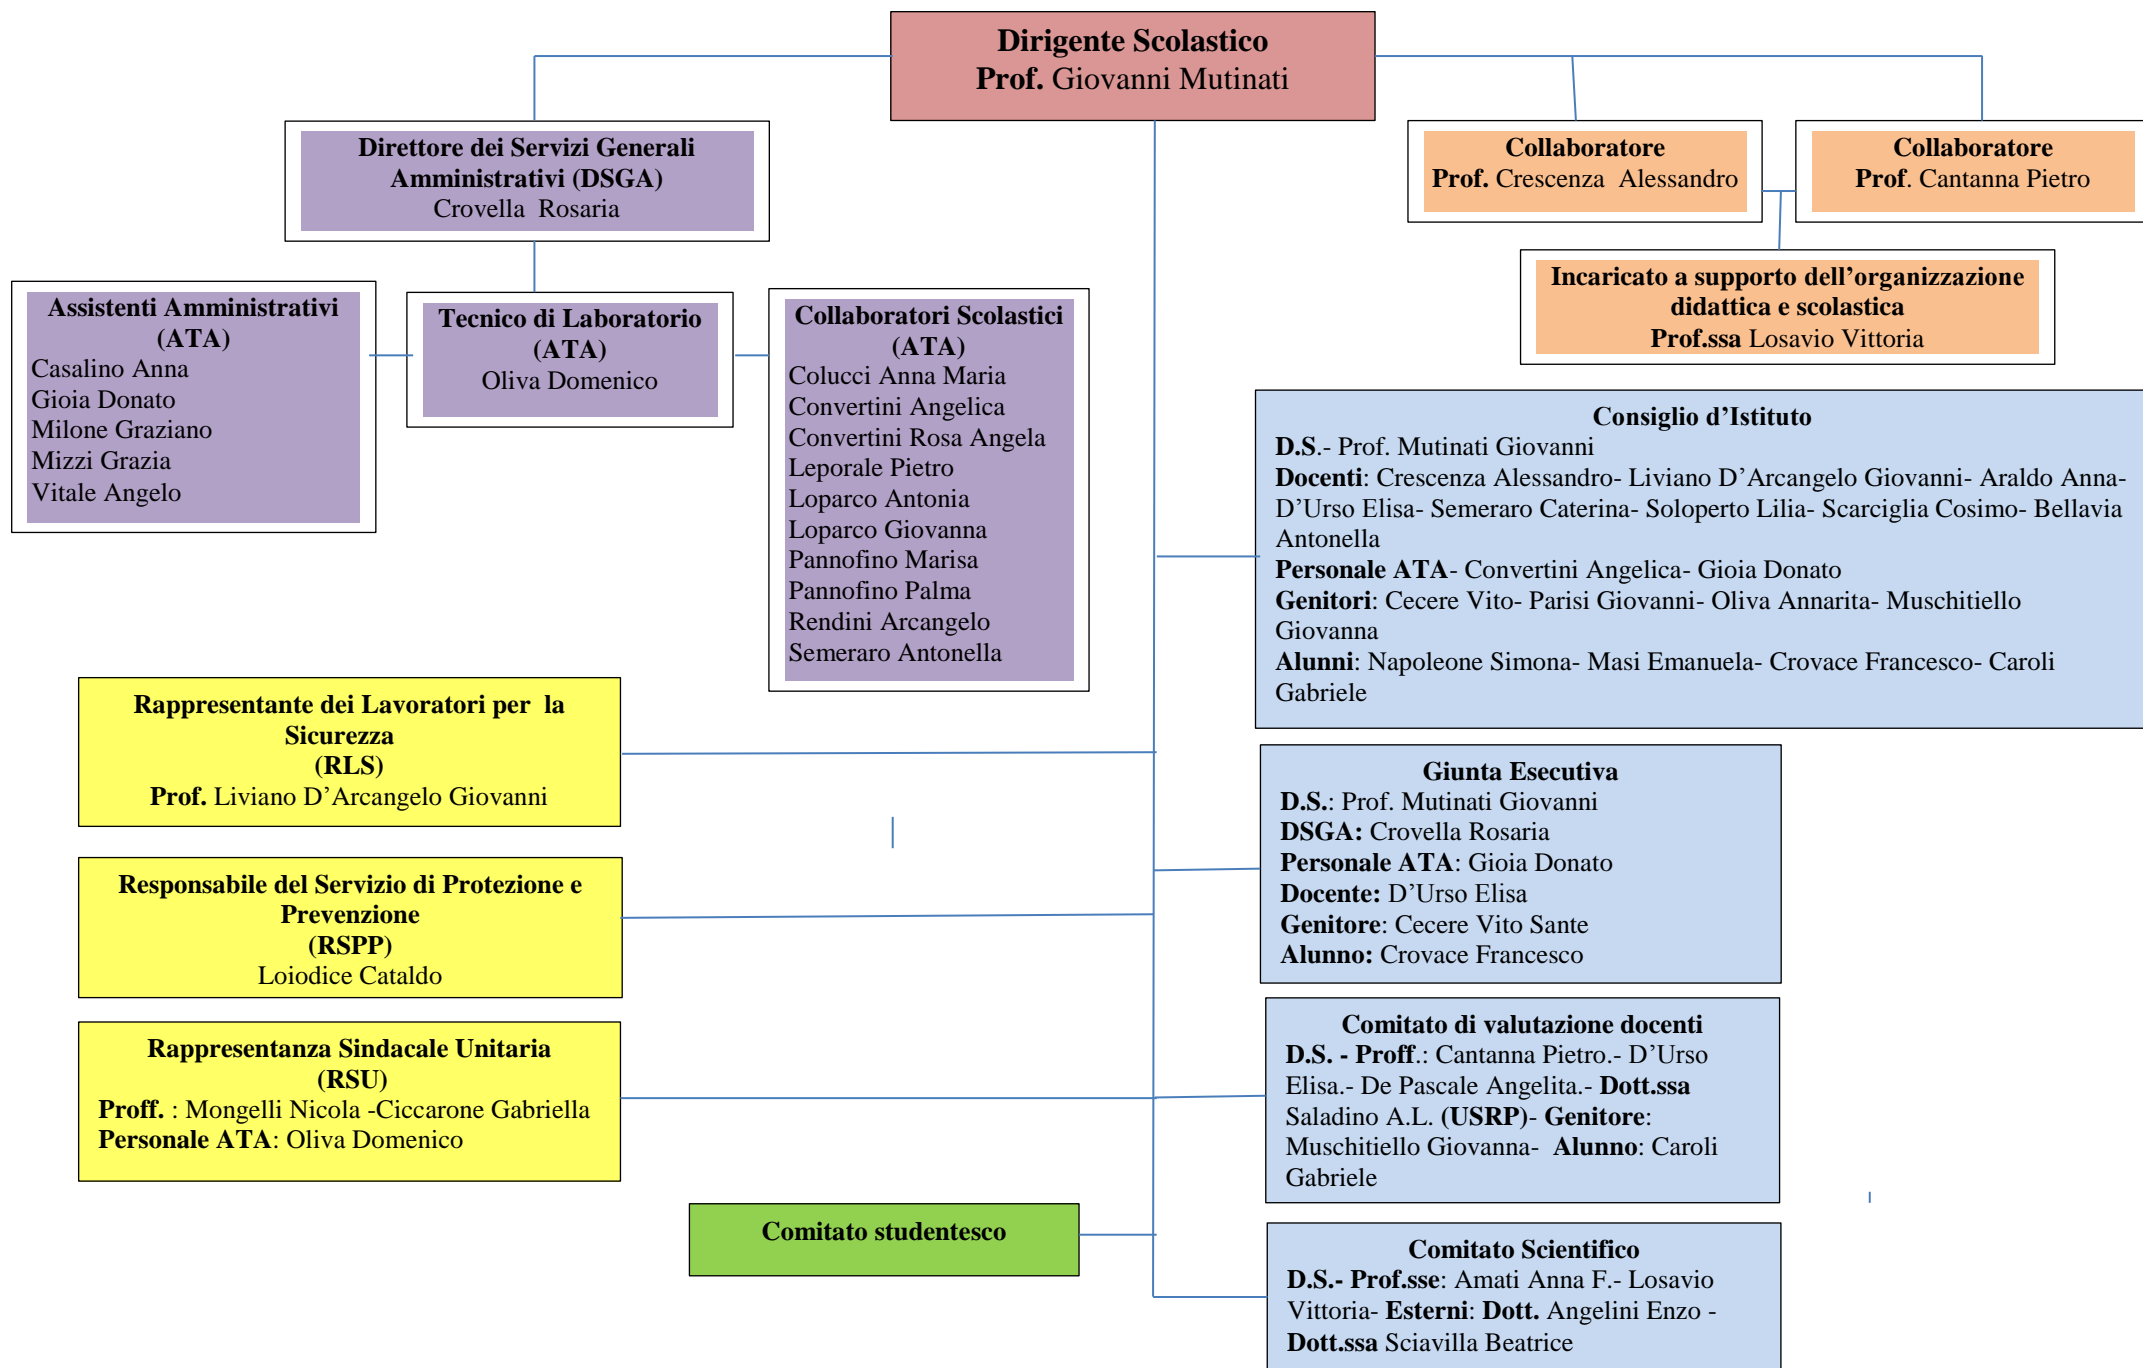 Dirigente Scolastico
Prof. Giovanni Mutinati
Direttore dei Servizi Generali
Amministrativi (DSGA)
Crovella Rosaria
Collaboratore
Prof. Crescenza Alessandro
Collaboratore
Prof. Cantanna Pietro
Incaricato a supporto dell’organizzazione
didattica e scolastica
Prof.ssa Losavio Vittoria
Assistenti Amministrativi
(ATA)
Casalino Anna
Gioia Donato
Milone Graziano
Mizzi Grazia
Vitale Angelo
Tecnico di Laboratorio
(ATA)
Oliva Domenico
Collaboratori Scolastici
(ATA)
Colucci Anna Maria
Convertini Angelica
Convertini Rosa Angela
Leporale Pietro
Loparco Antonia
Loparco Giovanna
Pannofino Marisa
Pannofino Palma
Rendini Arcangelo
Semeraro Antonella
Consiglio d’Istituto
D.S.- Prof. Mutinati Giovanni
Docenti: Crescenza Alessandro- Liviano D’Arcangelo Giovanni- Araldo Anna-
D’Urso Elisa- Semeraro Caterina- Soloperto Lilia- Scarciglia Cosimo- Bellavia
Antonella
Personale ATA- Convertini Angelica- Gioia Donato
Genitori: Cecere Vito- Parisi Giovanni- Oliva Annarita- Muschitiello
Giovanna
Alunni: Napoleone Simona- Masi Emanuela- Crovace Francesco- Caroli
Gabriele
Rappresentante dei Lavoratori per la
Sicurezza
(RLS)
Prof. Liviano D’Arcangelo Giovanni
Giunta Esecutiva
D.S.: Prof. Mutinati Giovanni
DSGA: Crovella Rosaria
Personale ATA: Gioia Donato
Docente: D’Urso Elisa
Genitore: Cecere Vito Sante
Alunno: Crovace Francesco
Responsabile del Servizio di Protezione e
Prevenzione
(RSPP)
Loiodice Cataldo
Rappresentanza Sindacale Unitaria
(RSU)
Proff. : Mongelli Nicola -Ciccarone Gabriella
Personale ATA: Oliva Domenico
Comitato di valutazione docenti
D.S. - Proff.: Cantanna Pietro.- D’Urso
Elisa.- De Pascale Angelita.- Dott.ssa
Saladino A.L. (USRP)- Genitore:
Muschitiello Giovanna- Alunno: Caroli
Gabriele
Comitato studentesco
Comitato Scientifico
D.S.- Prof.sse: Amati Anna F.- Losavio
Vittoria- Esterni: Dott. Angelini Enzo -
Dott.ssa Sciavilla Beatrice